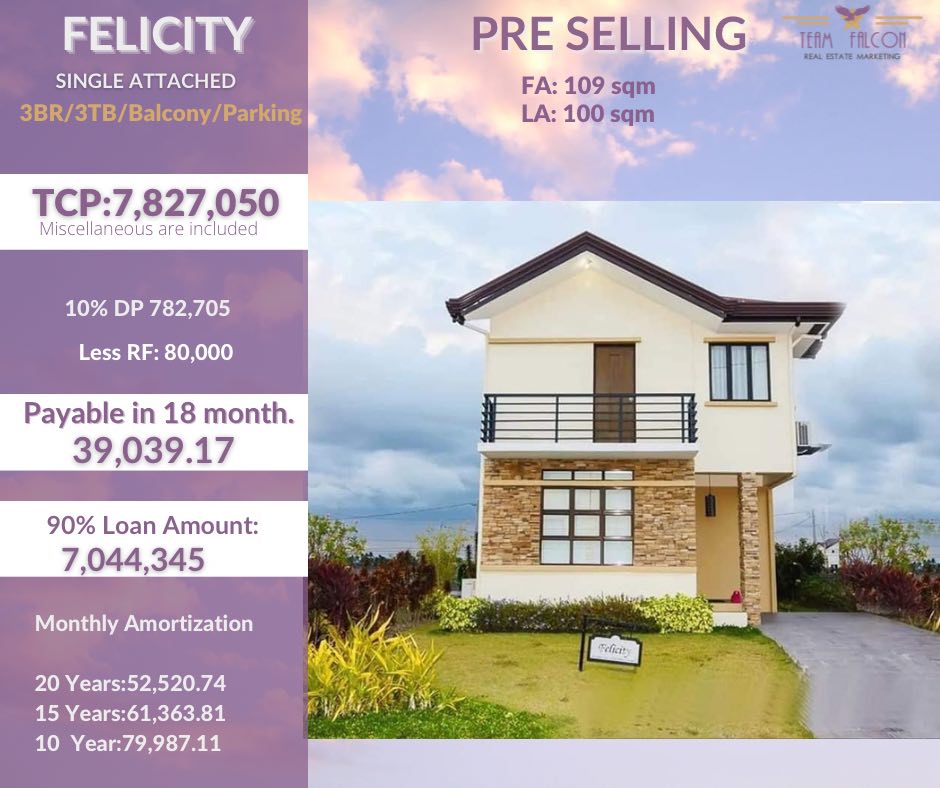 FELICITY
SINGLE ATTACHED
3BR/3TB/Balcony/Parking
PRE SELLING
FA: 109 sqm
LA: 100 sqm
TEAM FALCON
REAL ESTATE MARKETING
TCP:7,827,050
Miscellaneous are included
10% DP 782,705
Less RF: 80,000
Payable in 18 month.
39,039.17
90% Loan Amount:
7,044,345
Monthly Amortization
20 Years:52,520.74
15 Years:61,363.81
10 Year:79,987.11
Felicity